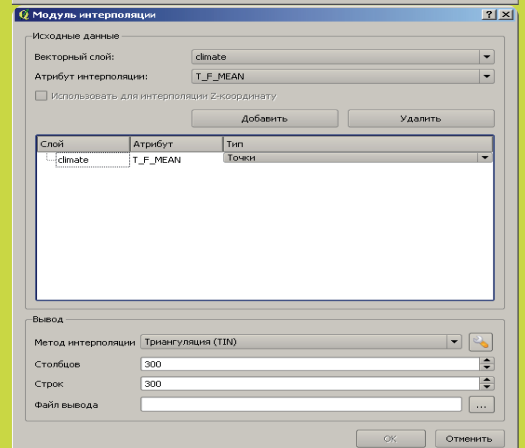 Модуль интерполяции
Исходные данные
Векторный слой: climate
Атрибут интерполяции: T_F_MEAN
Использовать для интерполяции Z-координату
Добавить Удалить
Слой Атрибут Тип
climate T_F_MEAN Точки
Вывод
Метод интерполяции Триангуляция (TIN)
Столбцов 300
Строк 300
Файл вывода ...
OK Отменить